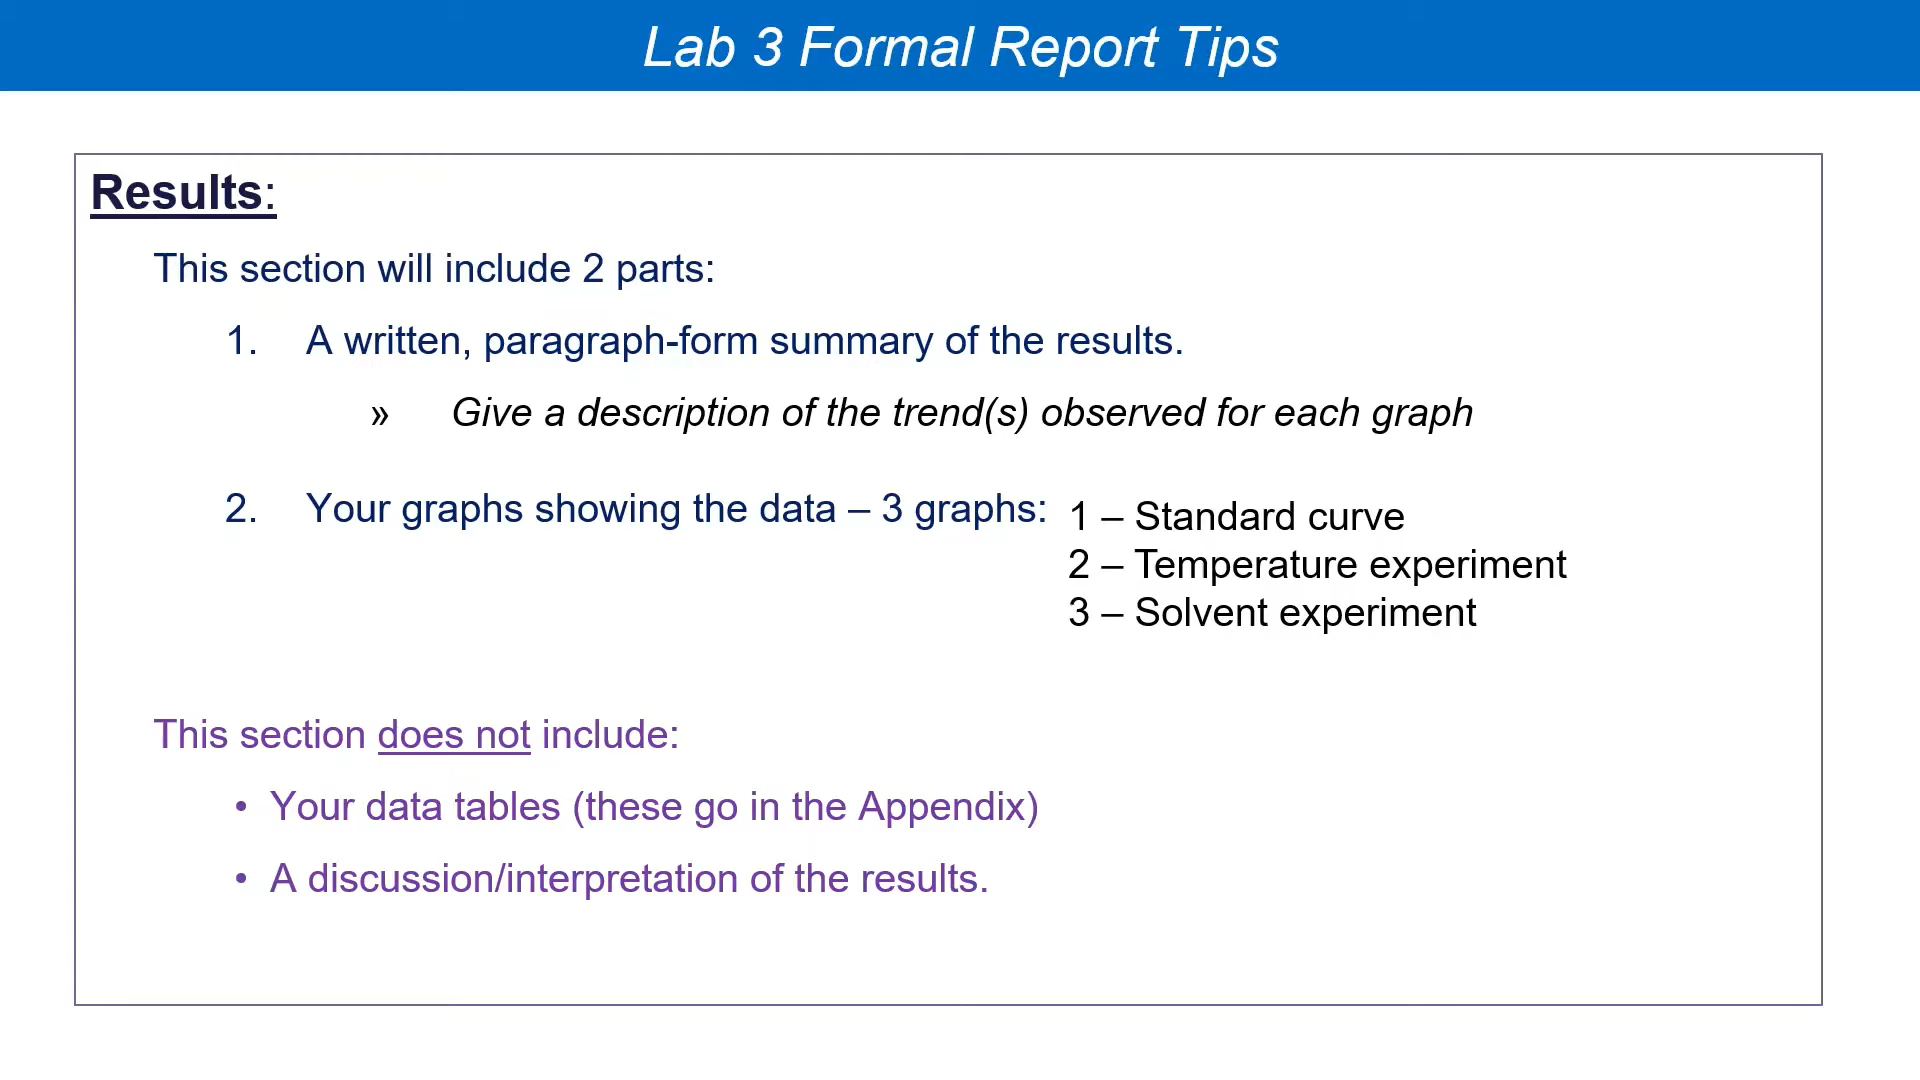 Lab 3 Formal Report Tips
Results:
This section will include 2 parts:
1. A written, paragraph-form summary of the results.
» Give a description of the trend(s) observed for each graph
2. Your graphs showing the data – 3 graphs:
1 – Standard curve
2 – Temperature experiment
3 – Solvent experiment
This section does not include:
• Your data tables (these go in the Appendix)
• A discussion/interpretation of the results.